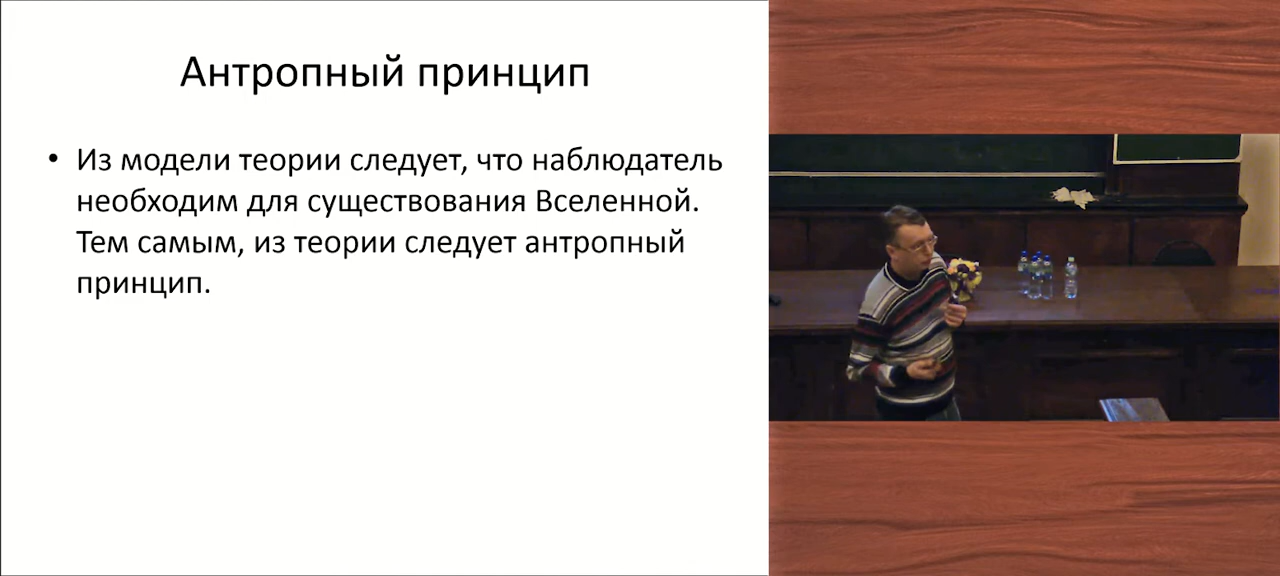 Антропный принцип
• Из модели теории следует, что наблюдатель
необходим для существования Вселенной.
Тем самым, из теории следует антропный
принцип.